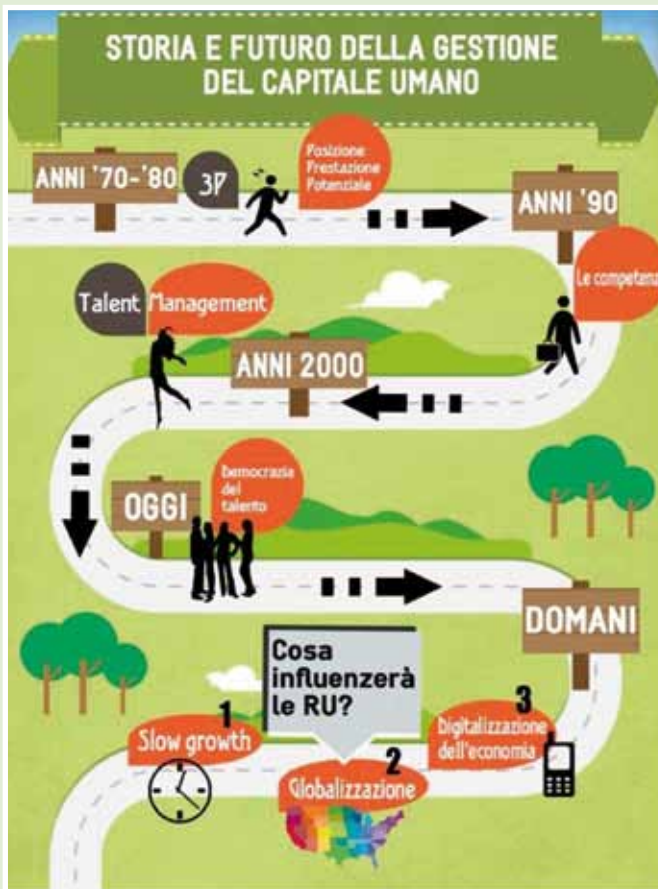 STORIA E FUTURO DELLA GESTIONE
DEL CAPITALE UMANO
ANNI '70-'80
3P
Posizione
Prestazione
Potenziale
ANNI '90
Le competenz
Talent
Management
ANNI 2000
OGGI
Democrazia
del
talento
DOMANI
Cosa
influenzerà
le RU?
1
Slow growth
2
Globalizzazione
3
Digitalizzazione
dell'economia